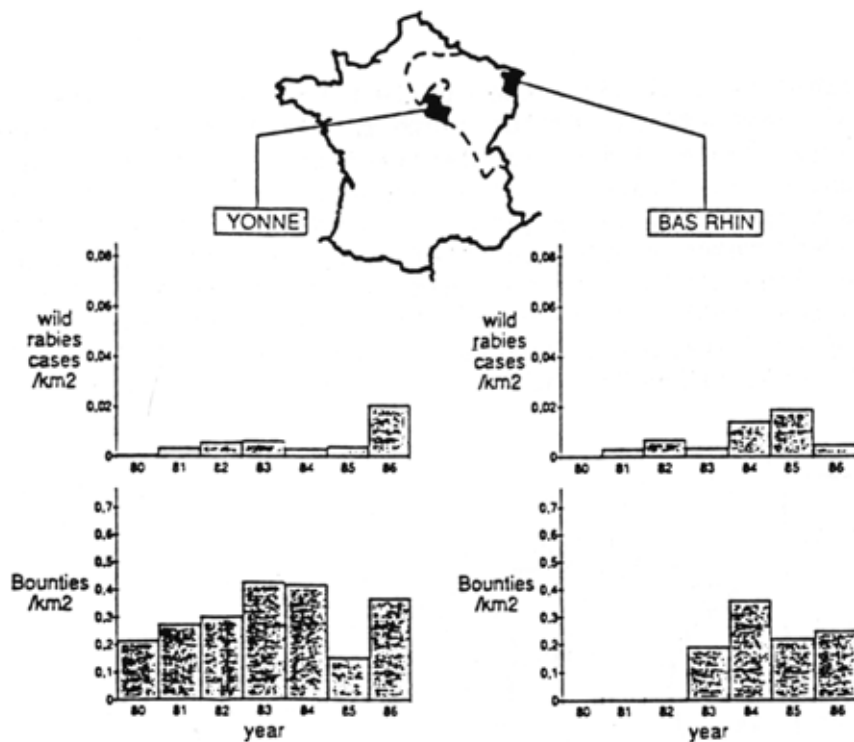 YONNE
BAS RHIN
0,08
0,06
0,04
0,02
0
wild
rabies
cases
/km2
80 81 82 83 84 85 86
0,08
0,06
0,04
0,02
0
wild
rabies
cases
/km2
80 81 82 83 84 85 86
0,7
0,6
0,5
0,4
0,3
0,2
0,1
0
Bounties
/km2
80 81 82 83 84 85 86
year
0,7
0,6
0,5
0,4
0,3
0,2
0,1
0
Bounties
/km2
80 81 82 83 84 85 86
year